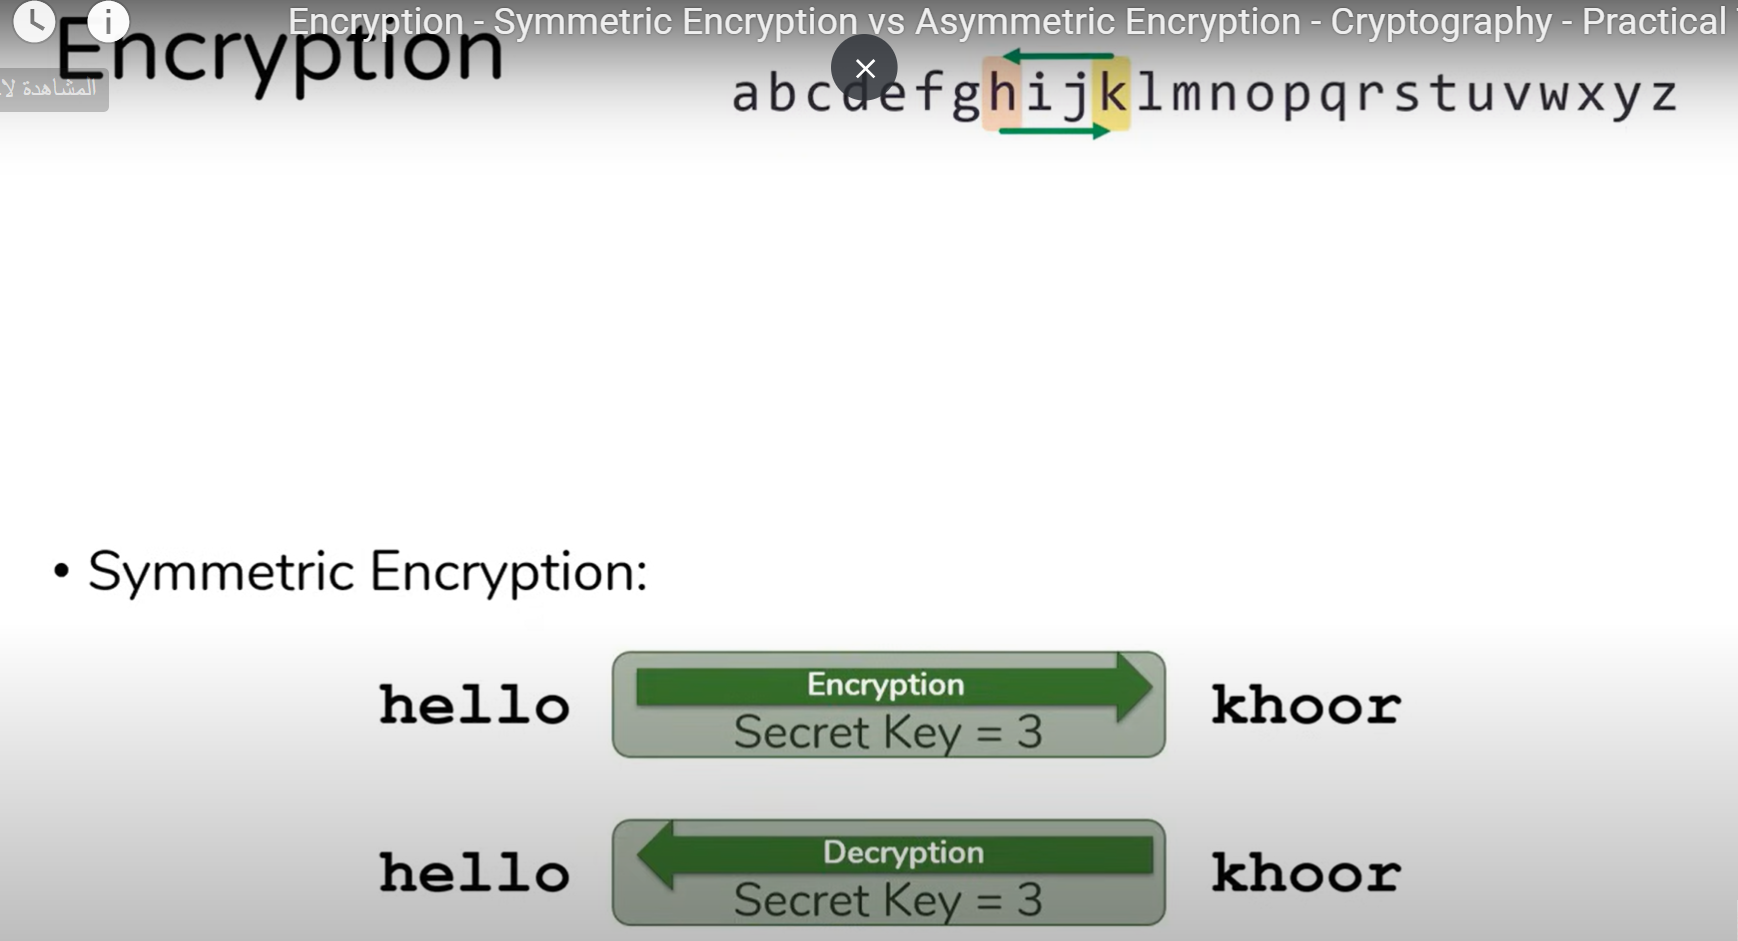 Encryption - Symmetric Encryption vs Asymmetric Encryption - Cryptography - Practical
Encryption
المشاهدة لا
a b c d e f g h i j k l m n o p q r s t u v w x y z
• Symmetric Encryption:
hello Encryption khoor
Secret Key = 3
hello Decryption khoor
Secret Key = 3